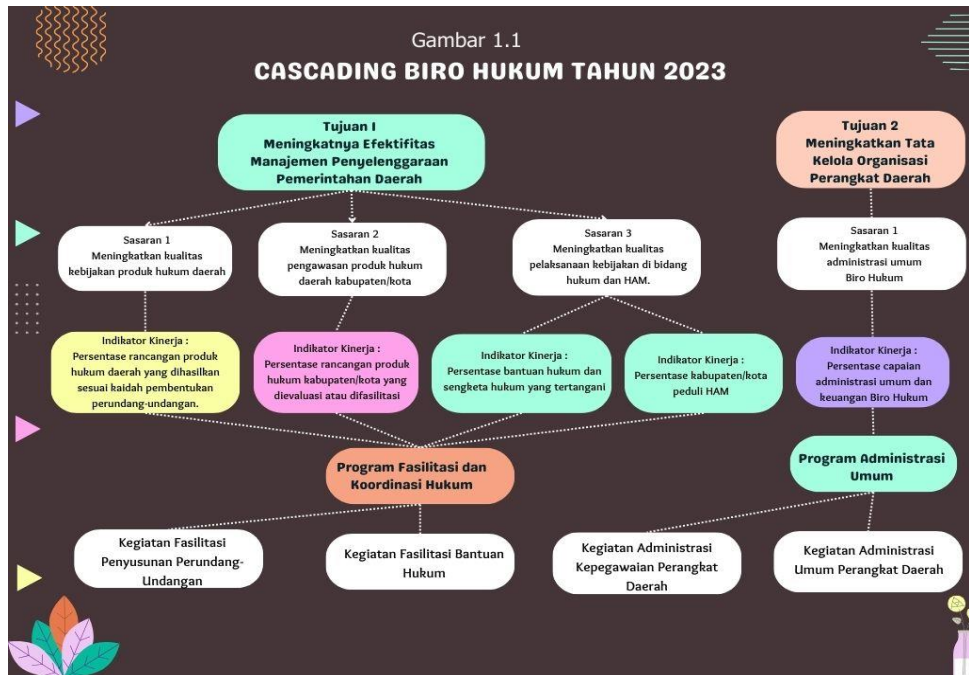 Gambar 1.1
CASCADING BIRO HUKUM TAHUN 2023
Tujuan I
Meningkatnya Efektifitas
Manajemen Penyelenggaraan
Pemerintahan Daerah
Tujuan 2
Meningkatkan Tata
Kelola Organisasi
Perangkat Daerah
Sasaran 1
Meningkatkan kualitas
kebijakan produk hukum daerah
Sasaran 2
Meningkatkan kualitas
pengawasan produk hukum
daerah kabupaten/kota
Sasaran 3
Meningkatkan kualitas
pelaksanaan kebijakan di bidang
hukum dan HAM.
Sasaran 1
Meningkatkan kualitas
administrasi umum
Biro Hukum
Indikator Kinerja :
Persentase rancangan produk
hukum daerah yang dihasilkan
sesuai kaidah pembentukan
perundang-undangan.
Indikator Kinerja :
Persentase rancangan produk
hukum kabupaten/kota yang
dievaluasi atau difasilitasi
Indikator Kinerja :
Persentase bantuan hukum dan
sengketa hukum yang tertangani
Indikator Kinerja :
Persentase kabupaten/kota
peduli HAM
Indikator Kinerja :
Persentase capaian
administrasi umum dan
keuangan Biro Hukum
Program Fasilitasi dan
Koordinasi Hukum
Program Administrasi
Umum
Kegiatan Fasilitasi
Penyusunan Perundang-
Undangan
Kegiatan Fasilitasi Bantuan
Hukum
Kegiatan Administrasi
Kepegawaian Perangkat
Daerah
Kegiatan Administrasi
Umum Perangkat Daerah